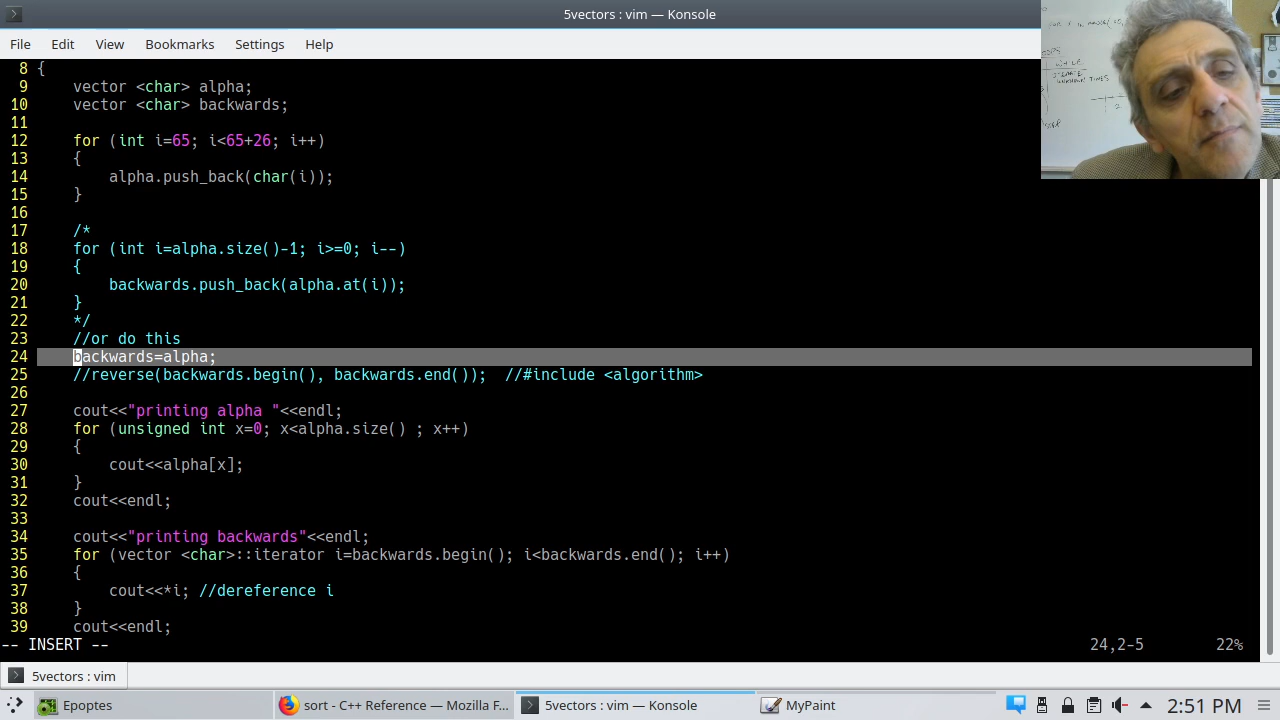 5vectors : vim — Konsole
File Edit View Bookmarks Settings Help
8 {
9 vector <char> alpha;
10 vector <char> backwards;
11
12 for (int i=65; i<65+26; i++)
13 {
14 alpha.push_back(char(i));
15 }
16
17 /*
18 for (int i=alpha.size()-1; i>=0; i--)
19 {
20 backwards.push_back(alpha.at(i));
21 }
22 */
23 //or do this
24 backwards=alpha;
25 //reverse(backwards.begin(), backwards.end()); //#include <algorithm>
26
27 cout<<"printing alpha "<<endl;
28 for (unsigned int x=0; x<alpha.size() ; x++)
29 {
30 cout<<alpha[x];
31 }
32 cout<<endl;
33
34 cout<<"printing backwards"<<endl;
35 for (vector <char>::iterator i=backwards.begin(); i<backwards.end(); i++)
36 {
37 cout<<*i; //dereference i
38 }
39 cout<<endl;
-- INSERT -- 24,2-5 22%
5vectors : vim
Epoptes sort - C++ Reference — Mozilla F... 5vectors : vim — Konsole MyPaint 2:51 PM